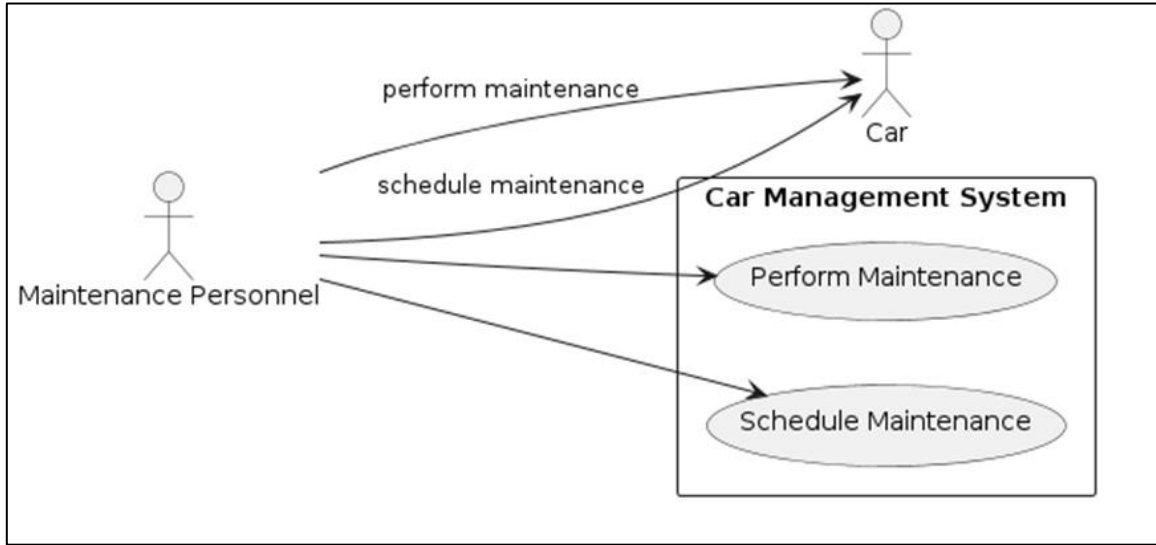 perform maintenance
Car
schedule maintenance
Car Management System
Maintenance Personnel
Perform Maintenance
Schedule Maintenance